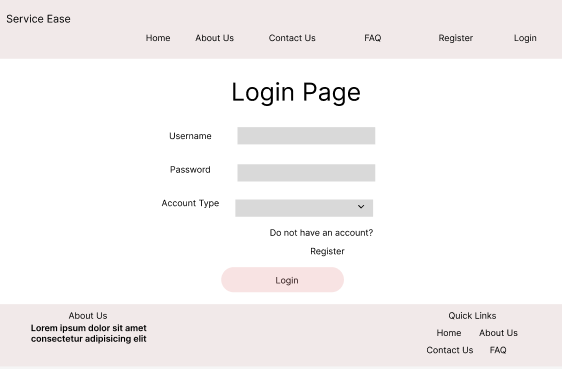 Service Ease
Home About Us Contact Us FAQ Register Login
Login Page
Username
Password
Account Type
Do not have an account?
Register
Login
About Us
Lorem ipsum dolor sit amet
consectetur adipisicing elit
Quick Links
Home About Us
Contact Us FAQ